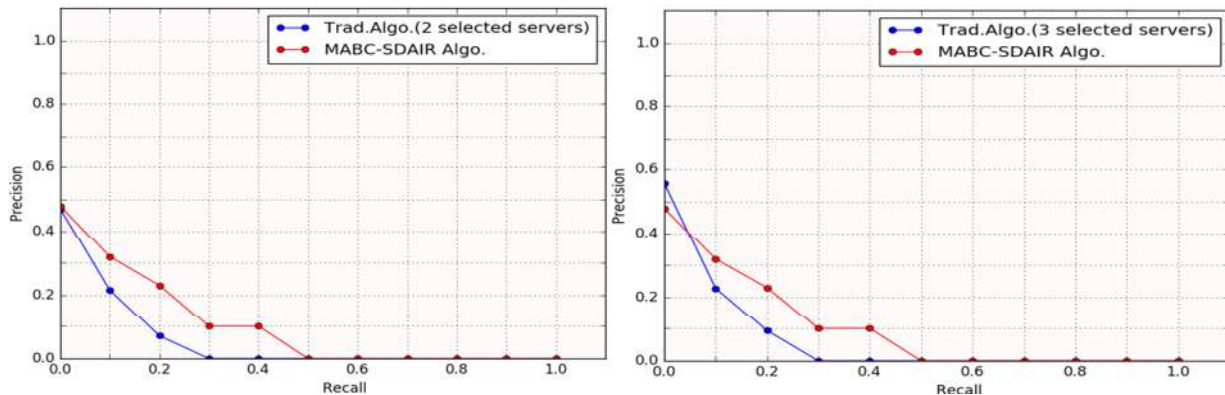 Trad.Algo.(2 selected servers)
MABC-SDAIR Algo.
1.0
0.8
0.6
0.4
0.2
0.0
Precision
0.0 0.2 0.4 0.6 0.8 1.0
Recall
Trad.Algo.(3 selected servers)
MABC-SDAIR Algo.
1.0
0.8
0.6
0.4
0.2
0.0
Precision
0.0 0.2 0.4 0.6 0.8 1.0
Recall